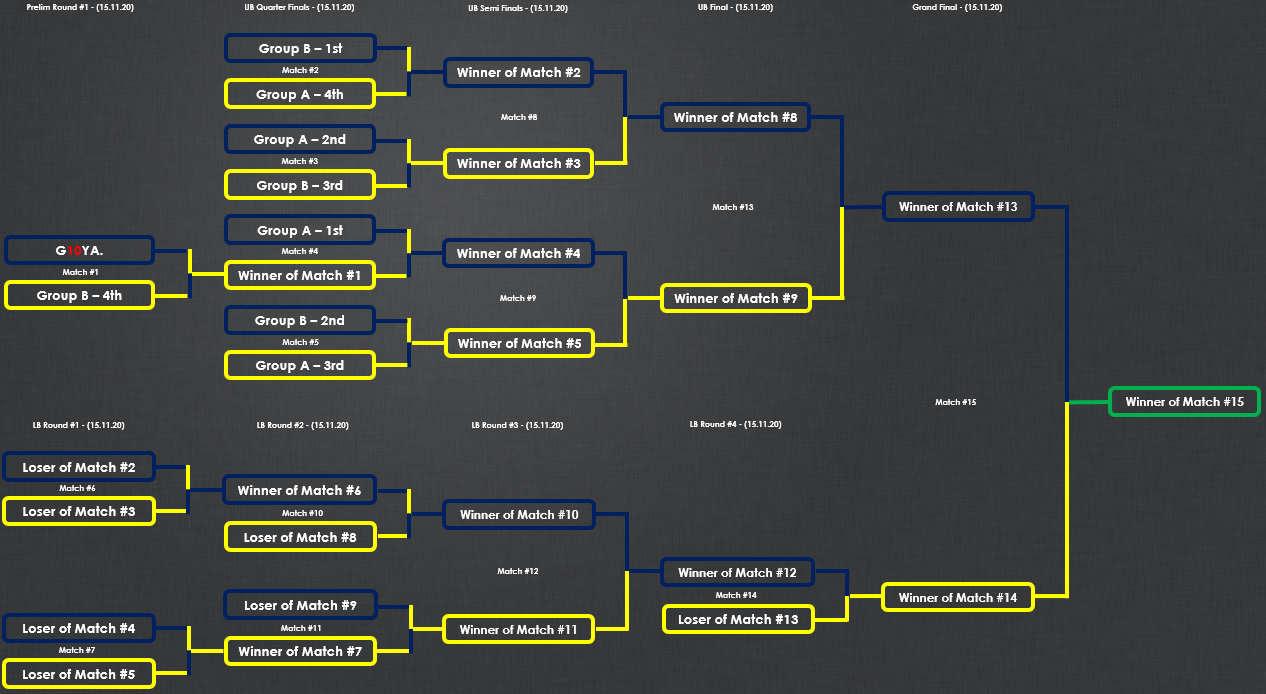 Prelim Round #1 - (15.11.20)
UB Quarter Finals - (15.11.20)
UB Semi Finals - (15.11.20)
UB Final - (15.11.20)
Grand Final - (15.11.20)
G10YA.
Match #1
Group B – 4th
Group B – 1st
Match #2
Group A – 4th
Group A – 2nd
Match #3
Group B – 3rd
Group A – 1st
Match #4
Winner of Match #1
Group B – 2nd
Match #5
Group A – 3rd
Winner of Match #2
Match #8
Winner of Match #3
Winner of Match #4
Match #9
Winner of Match #5
Winner of Match #8
Match #13
Winner of Match #9
Winner of Match #13
Match #15
Winner of Match #15
LB Round #1 - (15.11.20)
LB Round #2 - (15.11.20)
LB Round #3 - (15.11.20)
LB Round #4 - (15.11.20)
Loser of Match #2
Match #6
Loser of Match #3
Loser of Match #4
Match #7
Loser of Match #5
Winner of Match #6
Match #10
Loser of Match #8
Loser of Match #9
Match #11
Winner of Match #7
Winner of Match #10
Match #12
Winner of Match #11
Winner of Match #12
Match #14
Loser of Match #13
Winner of Match #14